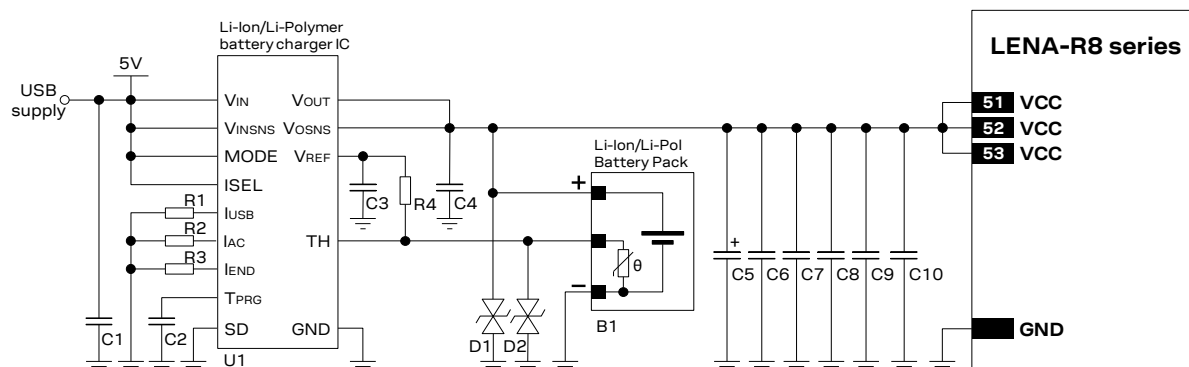 Li-Ion/Li-Polymer
battery charger IC
LENA-R8 series
5V
USB
supply
VIN
VINSNS
MODE
ISEL
IUSB
IAC
IEND
TPRG
SD
VOUT
VOSNS
VREF
TH
GND
R1
R2
R3
C1
C2
U1
C3
R4
C4
D1
D2
Li-Ion/Li-Pol
Battery Pack
+
θ
–
B1
+
C5
C6
C7
C8
C9
C10
51 VCC
52 VCC
53 VCC
GND